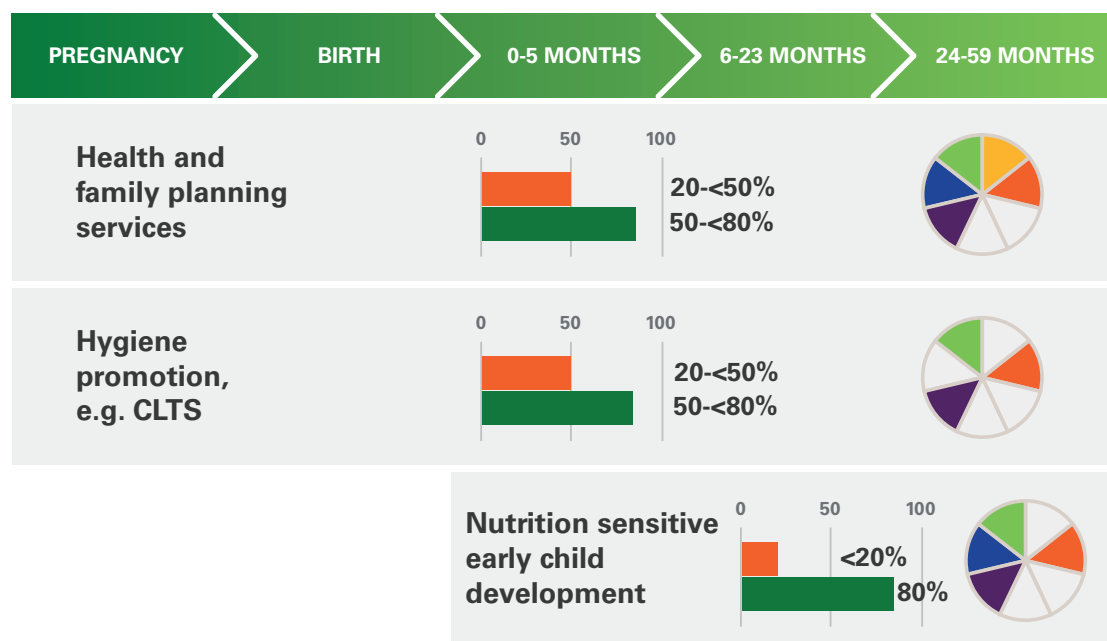 PREGNANCY
BIRTH
0-5 MONTHS
6-23 MONTHS
24-59 MONTHS
Health and
family planning
services
0 50 100
20-<50%
50-<80%
Hygiene
promotion,
e.g. CLTS
0 50 100
20-<50%
50-<80%
Nutrition sensitive
early child
development
0 50 100
<20%
80%